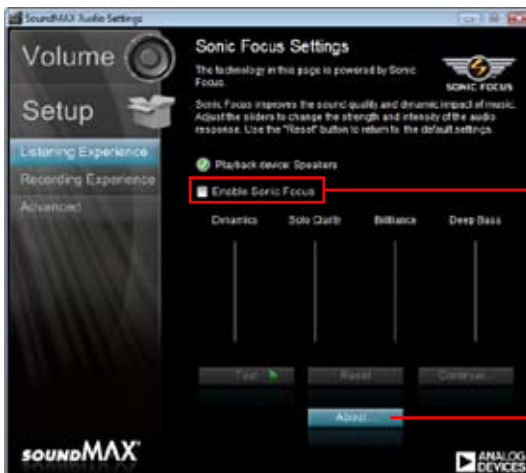 SoundMAX Audio Settings
Volume
Setup
Listening Experience
Recording Experience
Advanced
Sonic Focus Settings
The technology in this page is powered by Sonic
Focus.
SONIC FOCUS
Sonic Focus improves the sound quality and dynamic impact of music.
Adjust the sliders to change the strength and intensity of the audio
response. Use the "Reset" button to return to the default settings.
Playback device: Speakers
Enable Sonic Focus
Dynamics Solo Clarity Brilliance Deep Bass
Test Reset Continue...
About...
SOUNDMAX
ANALOG
DEVICES